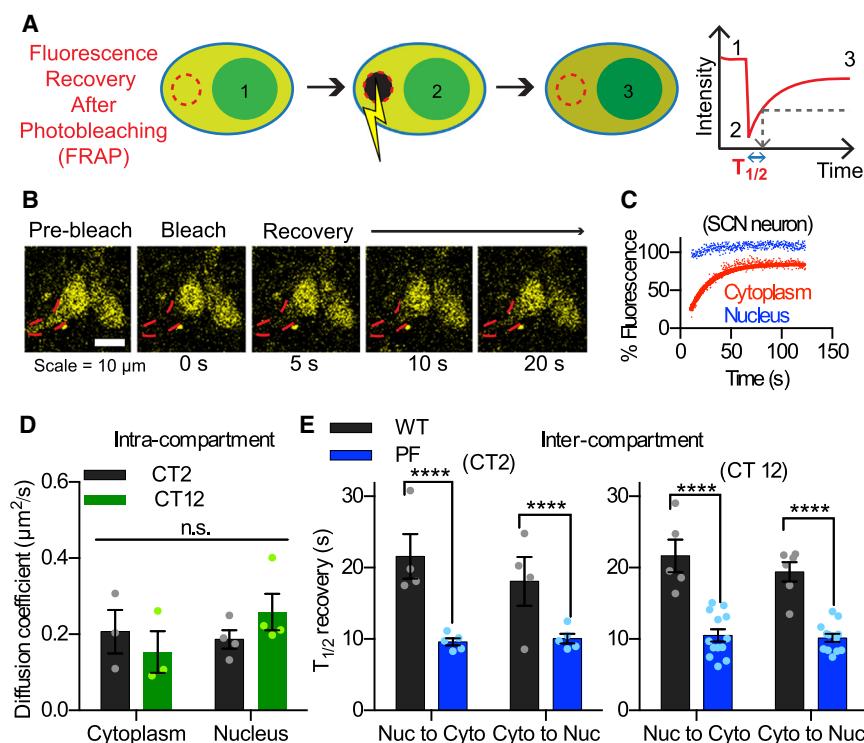 A
Fluorescence
Recovery
After
Photobleaching
(FRAP)
1
2
3
Intensity
1
2
3
T1/2
Time
B
Pre-bleach
Bleach
Recovery
Scale = 10 µm
0 s
5 s
10 s
20 s
C
(SCN neuron)
% Fluorescence
100
50
0
Cytoplasm
Nucleus
0 50 100 150
Time (s)
D
Intra-compartment
CT2
CT12
n.s.
Diffusion coefficient (µm²/s)
0.6
0.4
0.2
0.0
Cytoplasm Nucleus
E
WT
PF
Inter-compartment
(CT2)
(CT 12)
T1/2 recovery (s)
30
20
10
0
**** ****
Nuc to Cyto Cyto to Nuc
30
20
10
0
**** ****
Nuc to Cyto Cyto to Nuc